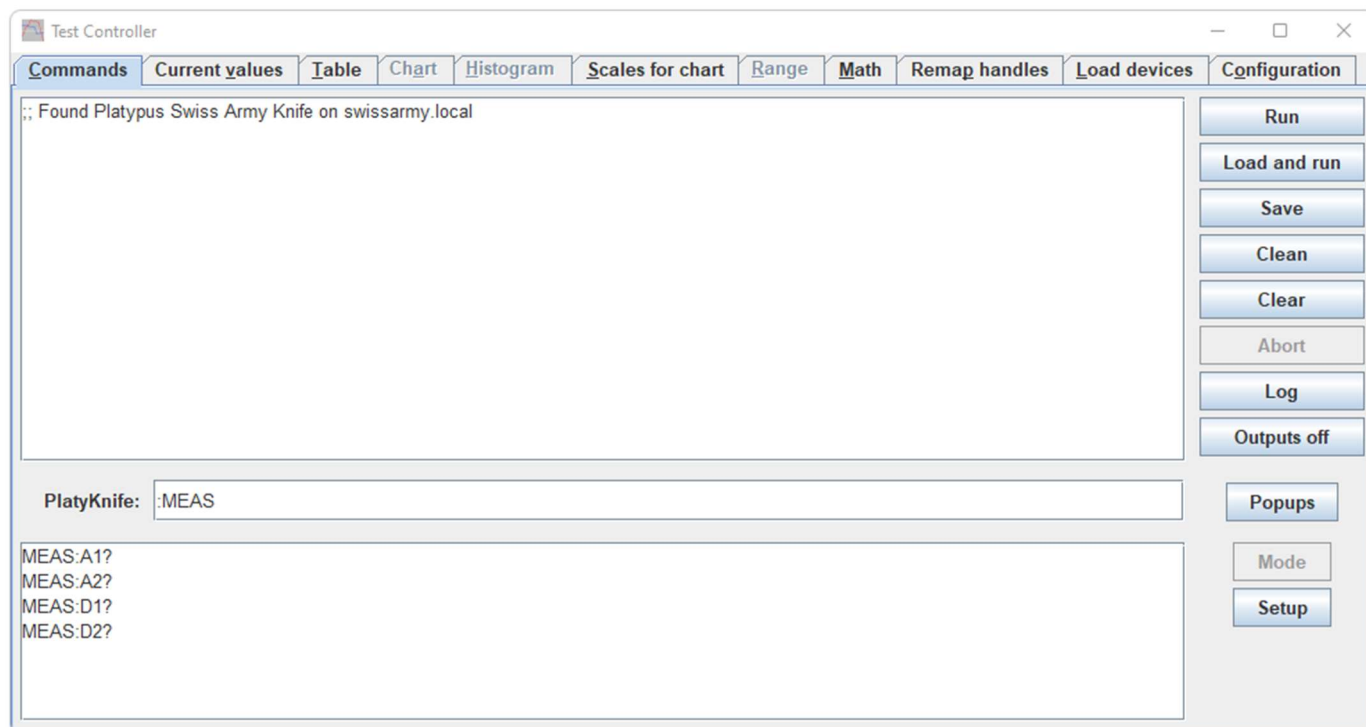 Test Controller
Commands Current values Table Chart Histogram Scales for chart Range Math Remap handles Load devices Configuration
;; Found Platypus Swiss Army Knife on swissarmy.local
Run
Load and run
Save
Clean
Clear
Abort
Log
Outputs off
PlatyKnife: :MEAS
Popups
MEAS:A1?
MEAS:A2?
MEAS:D1?
MEAS:D2?
Mode
Setup